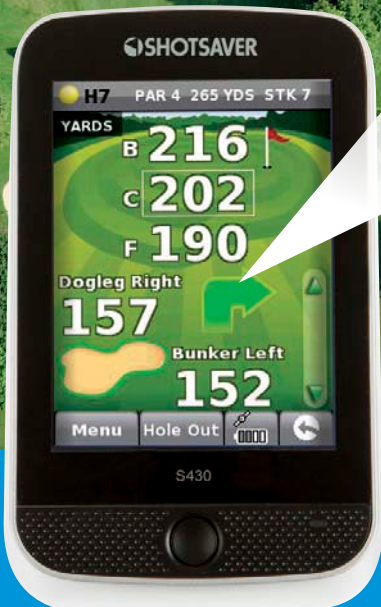 SHOTSAVER
H7 PAR 4 265 YDS STK 7
YARDS
B 216
C 202
F 190
Dogleg Right
157
Bunker Left
152
Menu Hole Out
S430